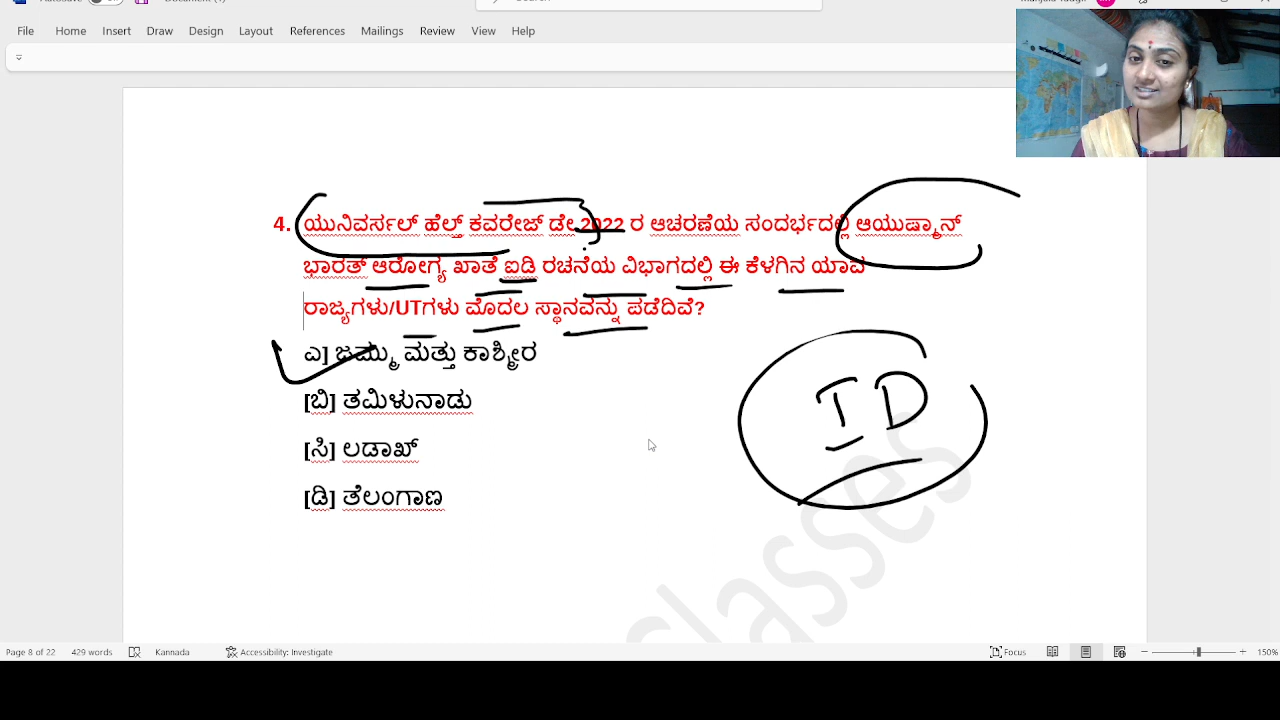 File Home Insert Draw Design Layout References Mailings Review View Help
4. ಯುನಿವರ್ಸಲ್ ಹೆಲ್ತ್ ಕವರೇಜ್ ಡೇ 2022 ರ ಆಚರಣೆಯ ಸಂದರ್ಭದಲ್ಲಿ ಆಯುಷ್ಮಾನ್
ಭಾರತ್ ಆರೋಗ್ಯ ಖಾತೆ ಐಡಿ ರಚನೆಯ ವಿಭಾಗದಲ್ಲಿ ಈ ಕೆಳಗಿನ ಯಾವ
ರಾಜ್ಯಗಳು/UTಗಳು ಮೊದಲ ಸ್ಥಾನವನ್ನು ಪಡೆದಿವೆ?
ಎ] ಜಮ್ಮು ಮತ್ತು ಕಾಶ್ಮೀರ
[ಬಿ] ತಮಿಳುನಾಡು
ID
[ಸಿ] ಲಡಾಖ್
[ಡಿ] ತೆಲಂಗಾಣ
classes
Page 8 of 22 429 words Kannada Accessibility: Investigate Focus 150%